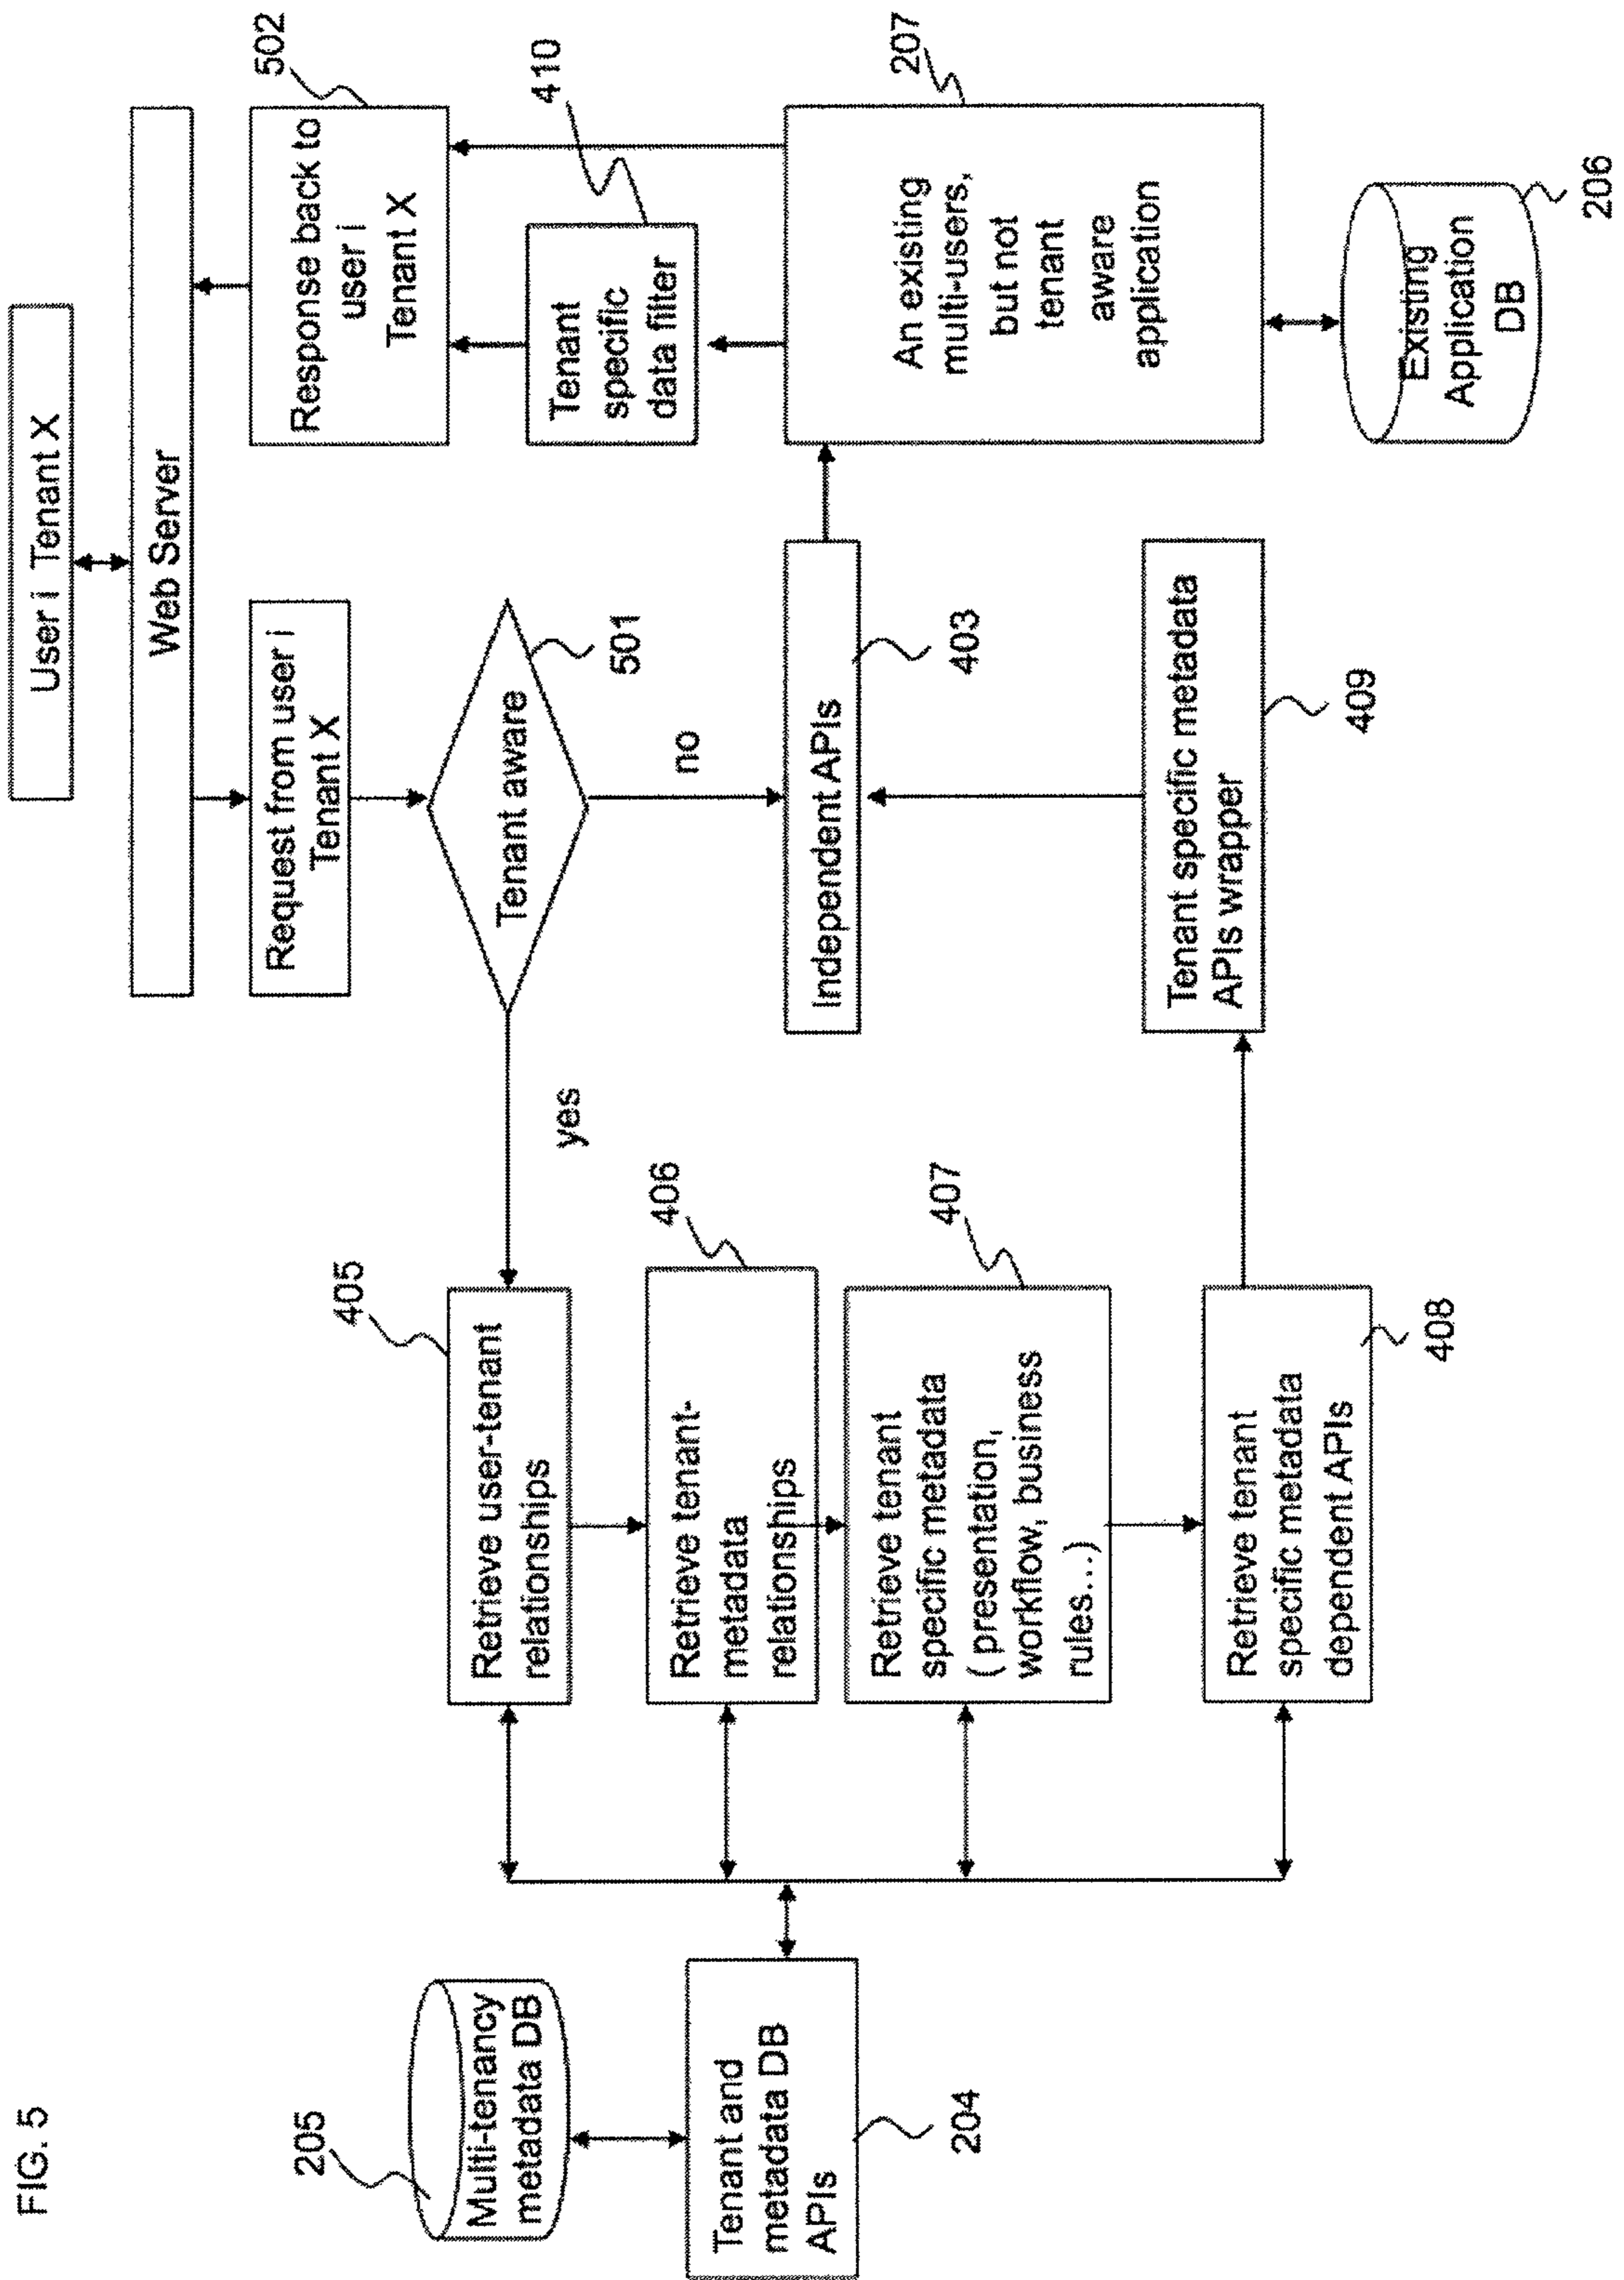 FIG. 5
User i Tenant X
Web Server
Request from user i
Tenant X
Response back to
user i
Tenant X
502
Tenant aware
501
yes
no
410
Tenant
specific
data filter
205
Multi-tenancy
metadata DB
Tenant and
metadata DB
APIs
204
405
Retrieve user-tenant
relationships
406
Retrieve tenant-
metadata
relationships
407
Retrieve tenant
specific metadata
( presentation,
workflow, business
rules...)
Retrieve tenant
specific metadata
dependent APIs
408
Independent APIs
403
Tenant specific metadata
APIs wrapper
409
207
An existing
multi-users,
but not
tenant
aware
application
Existing
Application
DB
206